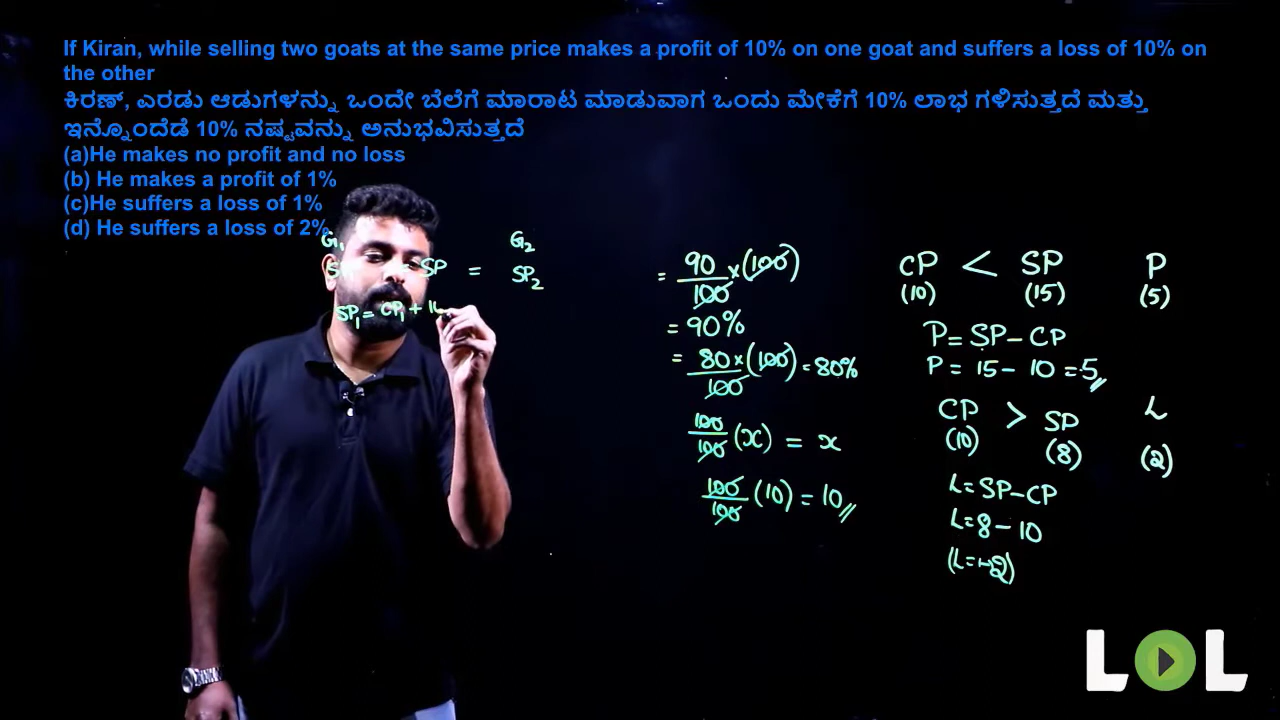 If Kiran, while selling two goats at the same price makes a profit of 10% on one goat and suffers a loss of 10% on
the other
ಕಿರಣ್, ಎರಡು ಆಡುಗಳನ್ನು ಒಂದೇ ಬೆಲೆಗೆ ಮಾರಾಟ ಮಾಡುವಾಗ ಒಂದು ಮೇಕೆಗೆ 10% ಲಾಭ ಗಳಿಸುತ್ತದೆ ಮತ್ತು
ಇನ್ನೊಂದೆಡೆ 10% ನಷ್ಟವನ್ನು ಅನುಭವಿಸುತ್ತದೆ
(a)He makes no profit and no loss
(b) He makes a profit of 1%
(c)He suffers a loss of 1%
(d) He suffers a loss of 2%
G₁ G₂
SP = SP₂
SP₁ = CP₁ +
= 90/100 × (100)
= 90%
= 80/100 × (100) = 80%
100/100 (x) = x
100/100 (10) = 10//
CP < SP P
(10) (15) (5)
P = SP - CP
P = 15 - 10 = 5//
CP > SP L
(10) (8) (2)
L = SP - CP
L = 8 - 10
LOL